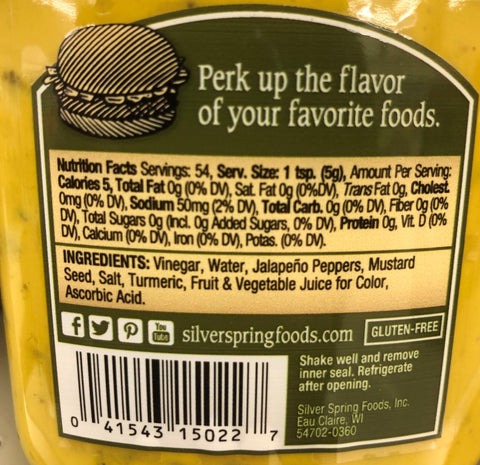 Perk up the flavor
of your favorite foods.
Nutrition Facts Servings: 54, Serv. Size: 1 tsp. (5g), Amount Per Serving:
Calories 5, Total Fat 0g (0% DV), Sat. Fat 0g (0%DV), Trans Fat 0g, Cholest.
0mg (0% DV), Sodium 50mg (2% DV), Total Carb. 0g (0% DV), Fiber 0g (0%
DV), Total Sugars 0g (Incl. 0g Added Sugars, 0% DV), Protein 0g, Vit. D (0%
DV), Calcium (0% DV), Iron (0% DV), Potas. (0% DV).
INGREDIENTS: Vinegar, Water, Jalapeño Peppers, Mustard
Seed, Salt, Turmeric, Fruit & Vegetable Juice for Color,
Ascorbic Acid.
You
Tube
silverspringfoods.com GLUTEN-FREE
Shake well and remove
inner seal. Refrigerate
after opening.
Silver Spring Foods, Inc.
Eau Claire, WI
54702-0360
0 41543 15022 7